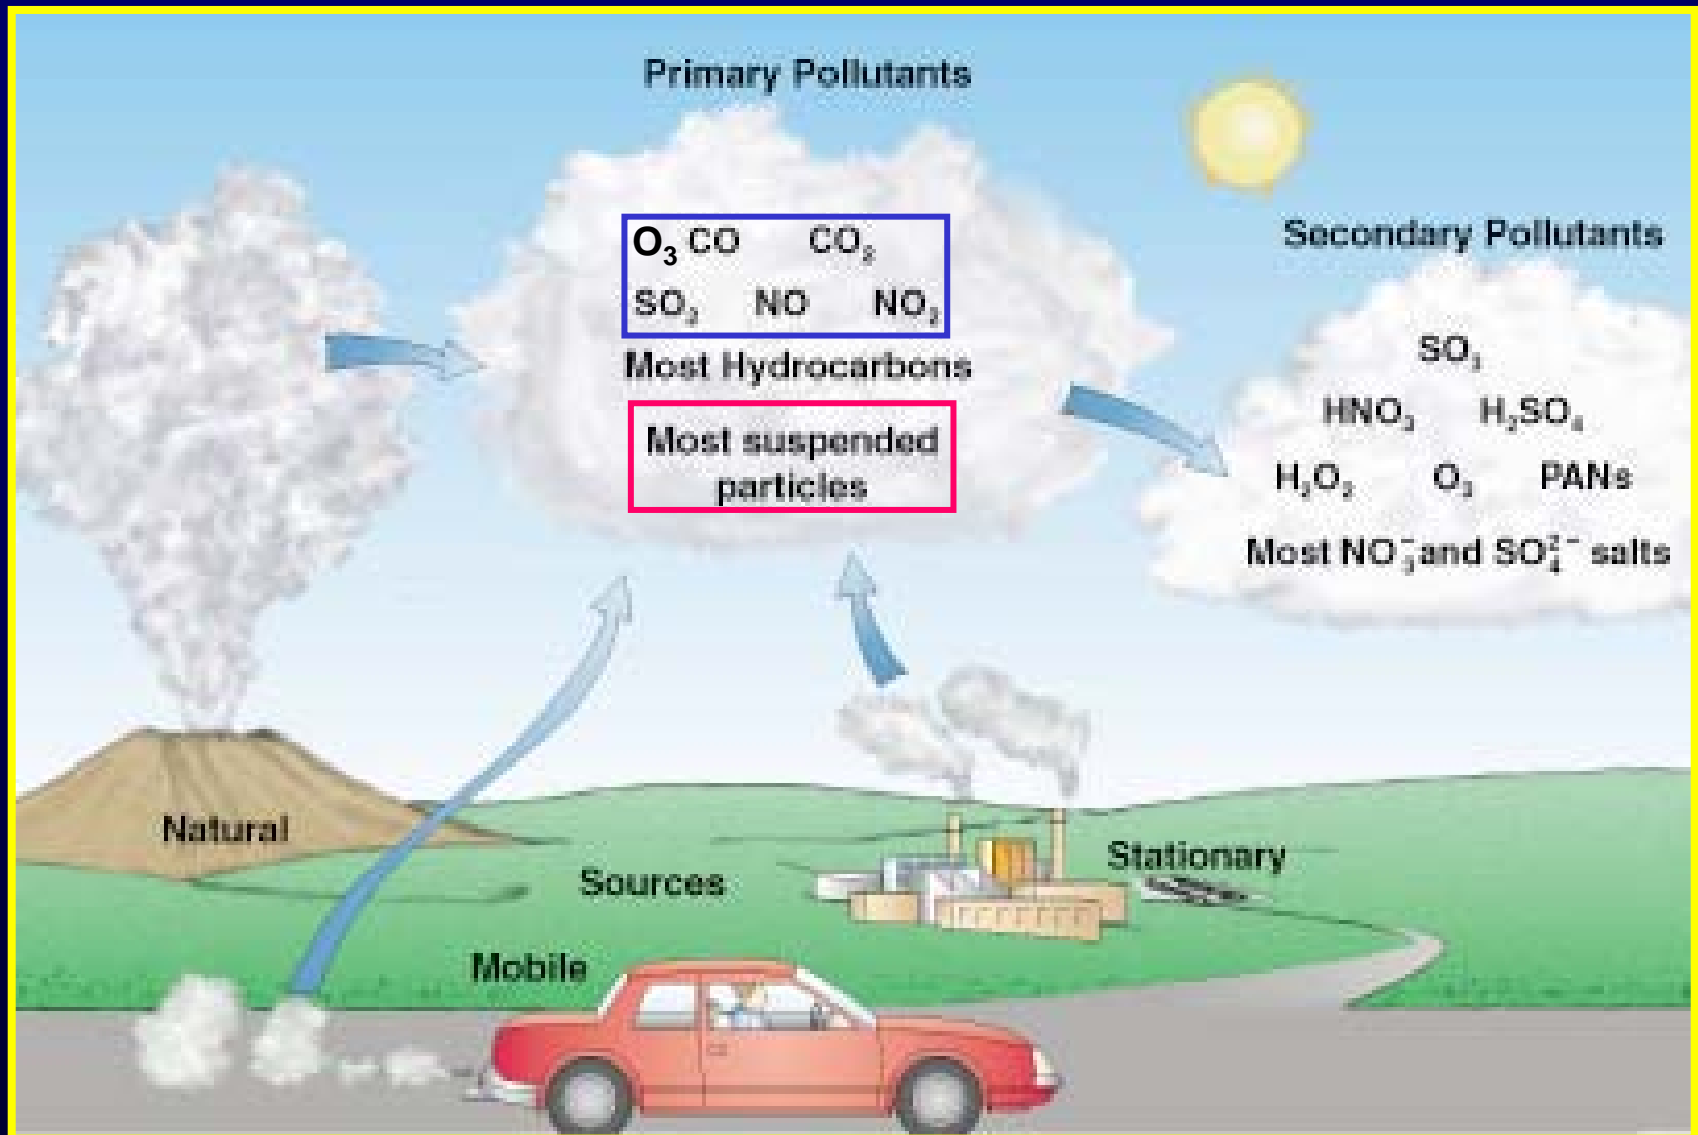 Primary Pollutants
O₃ CO CO₂
SO₂ NO NO₂
Most Hydrocarbons
Most suspended
particles
Secondary Pollutants
SO₃
HNO₃ H₂SO₄
H₂O₂ O₃ PANs
Most NO₃⁻ and SO₄²⁻ salts
Natural
Sources
Stationary
Mobile